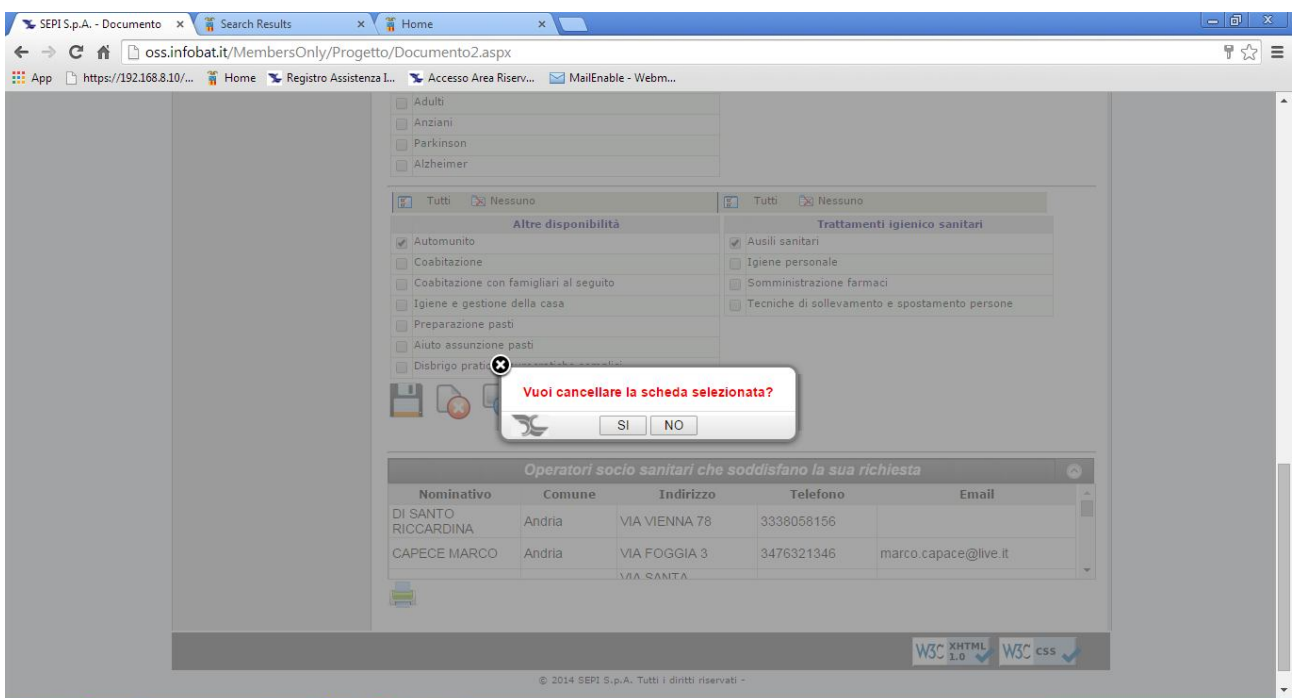 SEPI S.p.A. - Documento
Search Results
Home
oss.infobat.it/MembersOnly/Progetto/Documento2.aspx
App https://192.168.8.10/... Home Registro Assistenza I... Accesso Area Riserv... MailEnable - Webm...
Adulti
Anziani
Parkinson
Alzheimer
Tutti Nessuno Tutti Nessuno
Altre disponibilità Trattamenti igienico sanitari
Automunito Ausili sanitari
Coabitazione Igiene personale
Coabitazione con famigliari al seguito Somministrazione farmaci
Igiene e gestione della casa Tecniche di sollevamento e spostamento persone
Preparazione pasti
Aiuto assunzione pasti
Disbrigo
Vuoi cancellare la scheda selezionata?
SI NO
Operatori socio sanitari che soddisfano la sua richiesta
Nominativo Comune Indirizzo Telefono Email
DI SANTO RICCARDINA Andria VIA VIENNA 78 3338058156
CAPECE MARCO Andria VIA FOGGIA 3 3476321346 marco.capace@live.it
VIA SANTA
W3C XHTML 1.0 W3C css
© 2014 SEPI S.p.A. Tutti i diritti riservati -